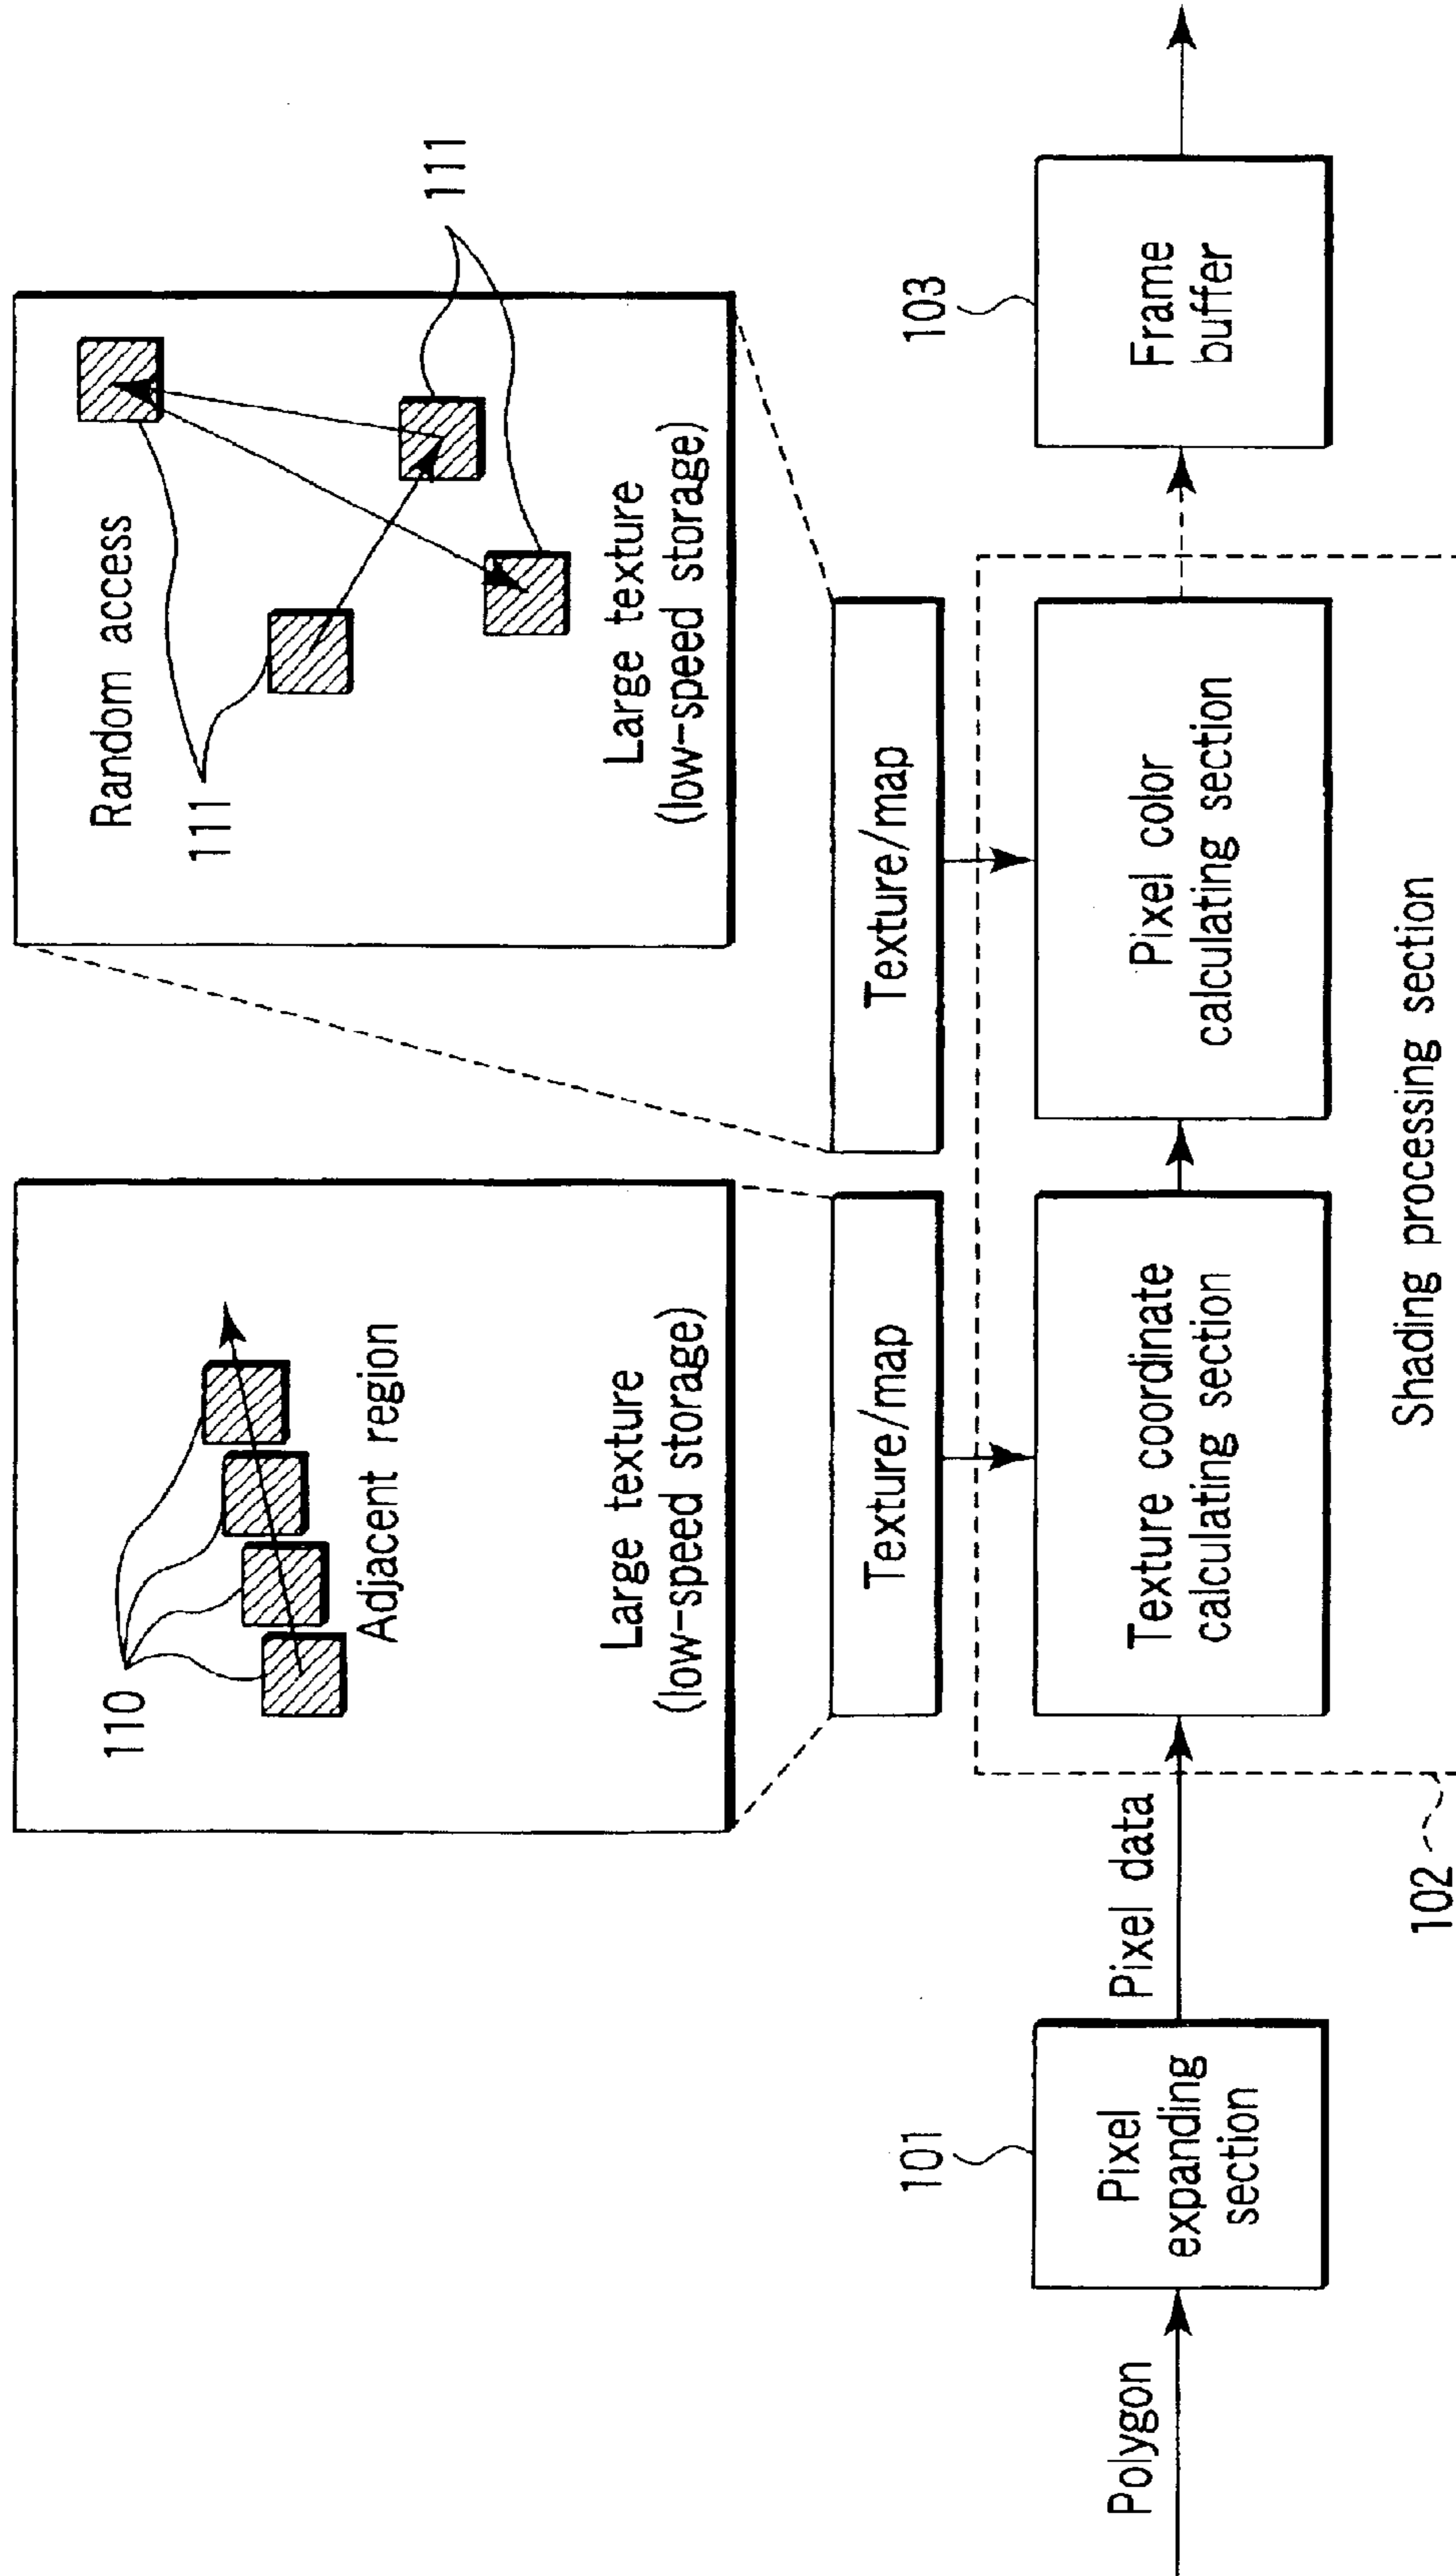 110
Adjacent region
Large texture
(low-speed storage)
Random access
111
111
Large texture
(low-speed storage)
Texture/map
Texture/map
Polygon
101
Pixel
expanding
section
Pixel data
Texture coordinate
calculating section
Pixel color
calculating section
103
Frame
buffer
102
Shading processing section